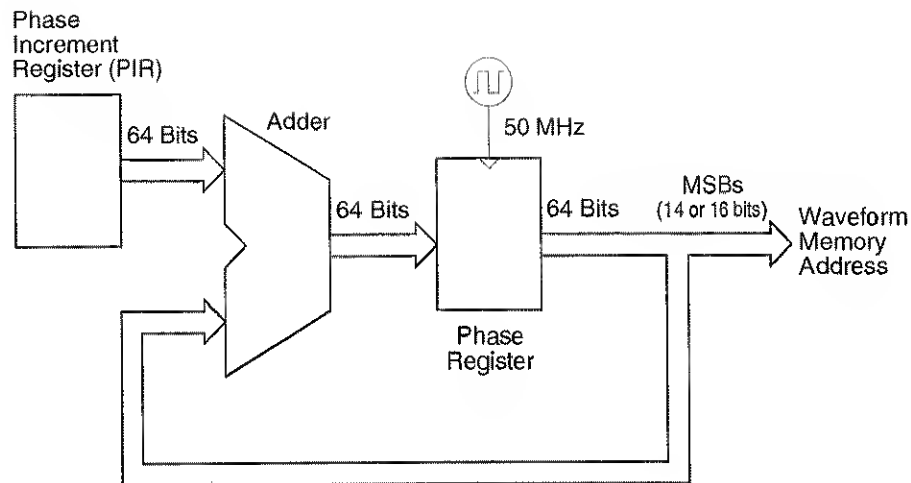 Phase
Increment
Register (PIR)
64 Bits
Adder
64 Bits
50 MHz
64 Bits
MSBs
(14 or 16 bits)
Waveform
Memory
Address
Phase
Register